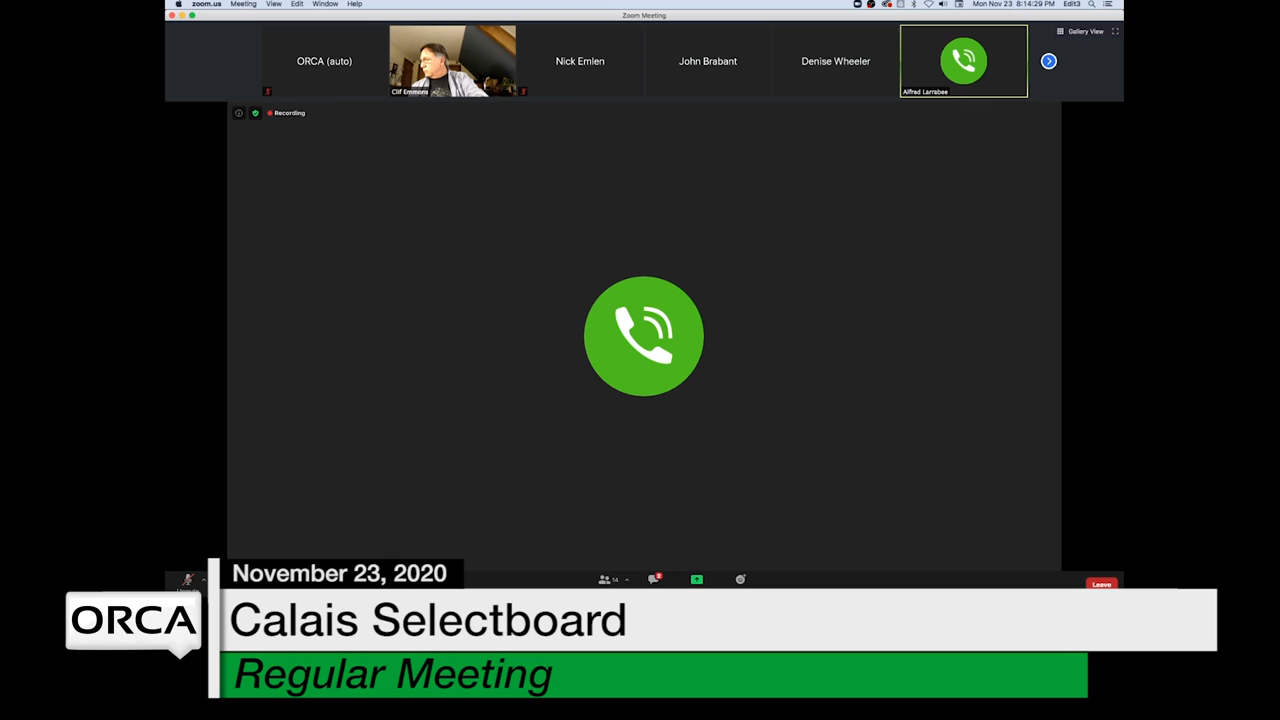 zoom.us Meeting View Edit Window Help Mon Nov 23 8:14:29 PM Edit3
Zoom Meeting
Gallery View
ORCA (auto)
Clif Emmons
Nick Emlen
John Brabant
Denise Wheeler
Alfred Larrabee
Recording
14
Leave
November 23, 2020
ORCA
Calais Selectboard
Regular Meeting